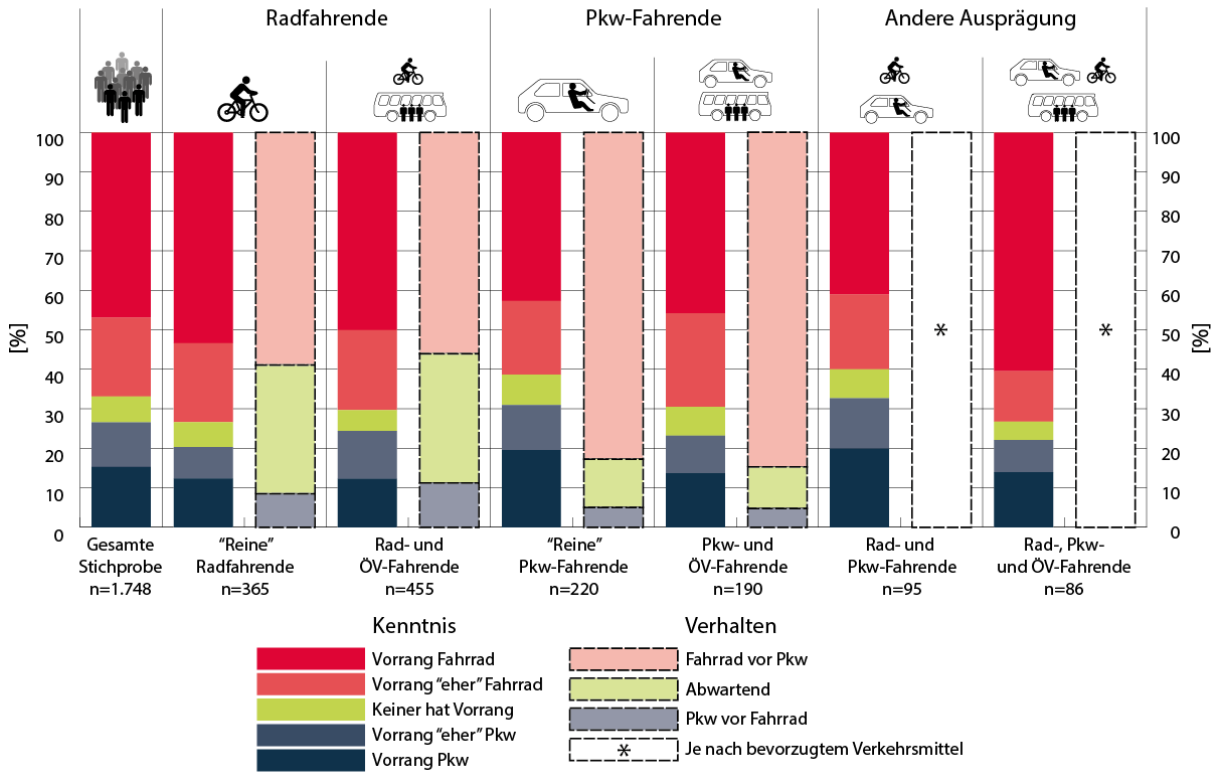 Radfahrende
Pkw-Fahrende
Andere Ausprägung
[%]
100
90
80
70
60
50
40
30
20
10
0
*
*
100
90
80
70
60
50
40
30
20
10
0
[%]
Gesamte
Stichprobe
n=1.748
“Reine”
Radfahrende
n=365
Rad- und
ÖV-Fahrende
n=455
“Reine”
Pkw-Fahrende
n=220
Pkw- und
ÖV-Fahrende
n=190
Rad- und
Pkw-Fahrende
n=95
Rad-, Pkw-
und ÖV-Fahrende
n=86
Kenntnis
Vorrang Fahrrad
Vorrang “eher” Fahrrad
Keiner hat Vorrang
Vorrang “eher” Pkw
Vorrang Pkw
Verhalten
Fahrrad vor Pkw
Abwartend
Pkw vor Fahrrad
* Je nach bevorzugtem Verkehrsmittel